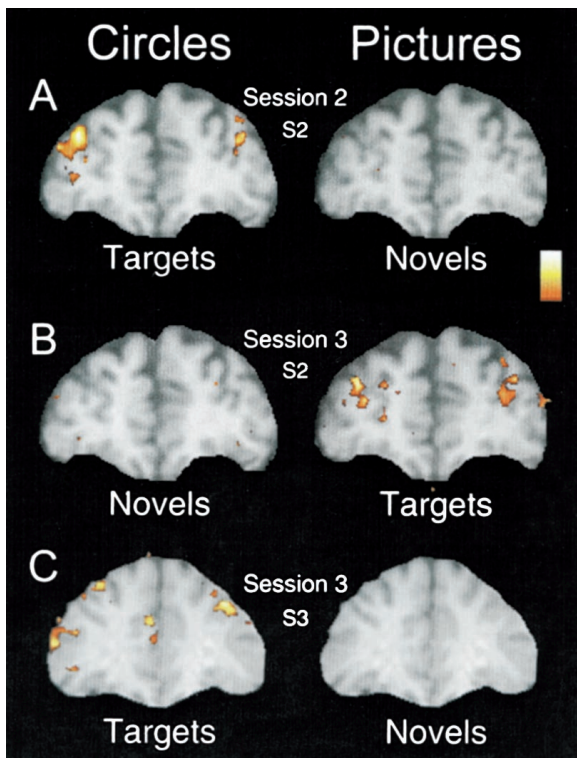 Circles Pictures
A
Session 2
S2
Targets Novels
B
Session 3
S2
Novels Targets
C
Session 3
S3
Targets Novels